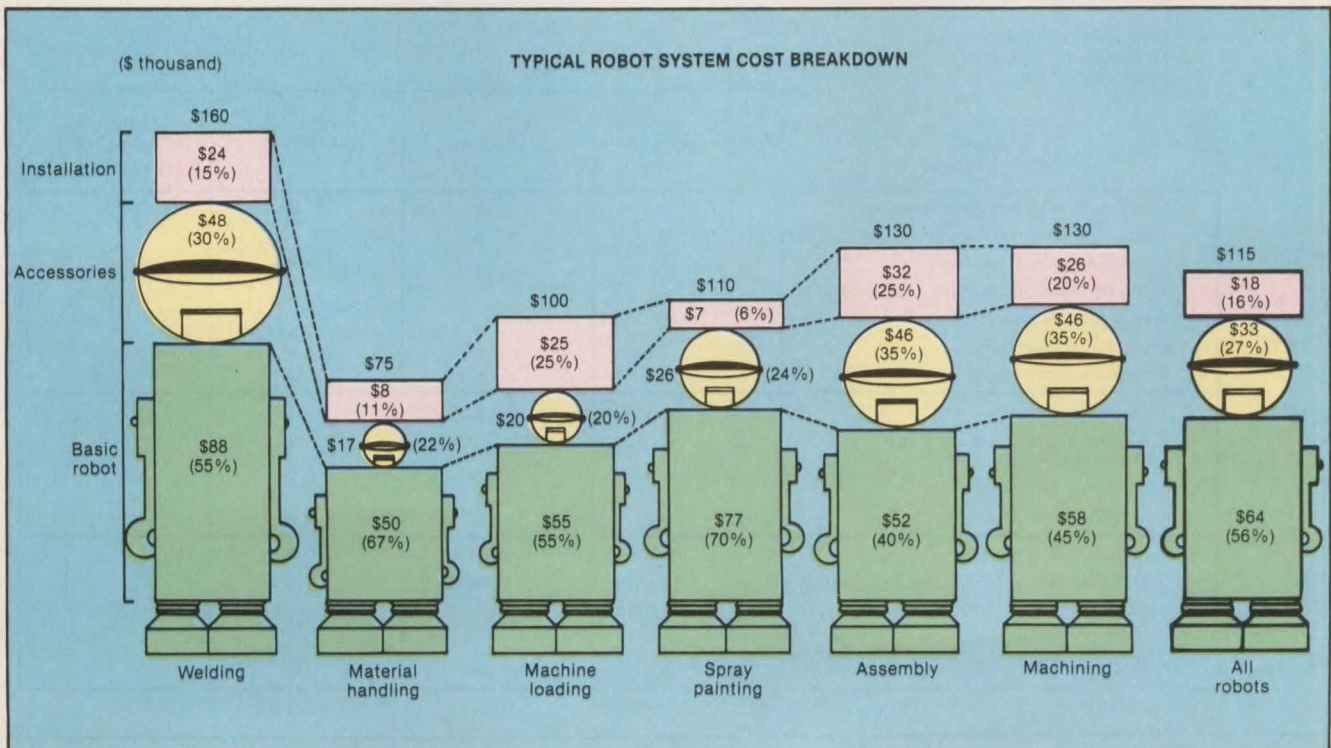 ($ thousand)
TYPICAL ROBOT SYSTEM COST BREAKDOWN
Installation
Accessories
Basic
robot
$160
$24
(15%)
$48
(30%)
$88
(55%)
Welding
$75
$8
(11%)
$17 (22%)
$50
(67%)
Material
handling
$100
$25
(25%)
$20 (20%)
$55
(55%)
Machine
loading
$110
$7 (6%)
$26 (24%)
$77
(70%)
Spray
painting
$130
$32
(25%)
$46
(35%)
$52
(40%)
Assembly
$130
$26
(20%)
$46
(35%)
$58
(45%)
Machining
$115
$18
(16%)
$33
(27%)
$64
(56%)
All
robots